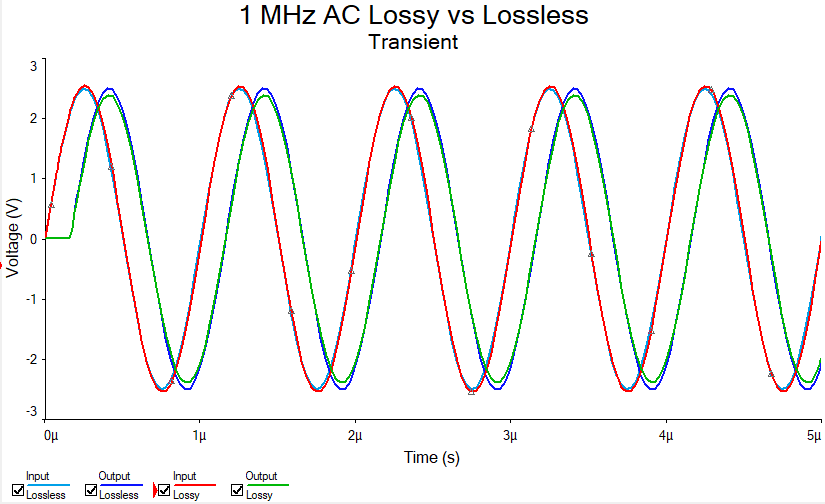 1 MHz AC Lossy vs Lossless
Transient
Voltage (V)
3
2
1
0
-1
-2
-3
0µ 1µ 2µ 3µ 4µ 5µ
Time (s)
Input Output Input Output
Lossless Lossless Lossy Lossy